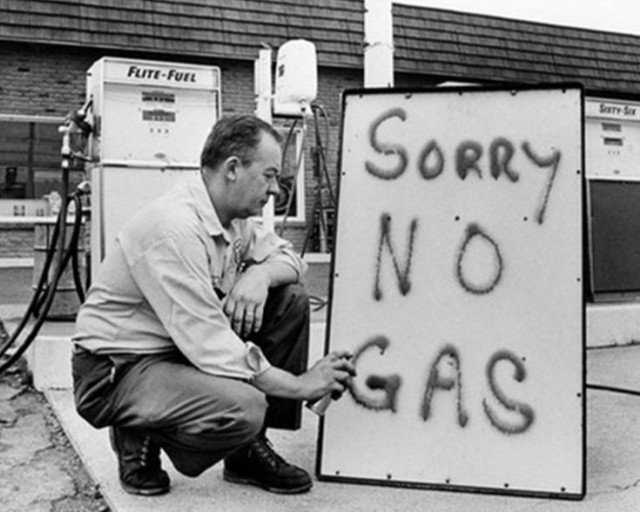 FLITE-FUEL
SORRY
NO
GAS
SIXTY-SIX